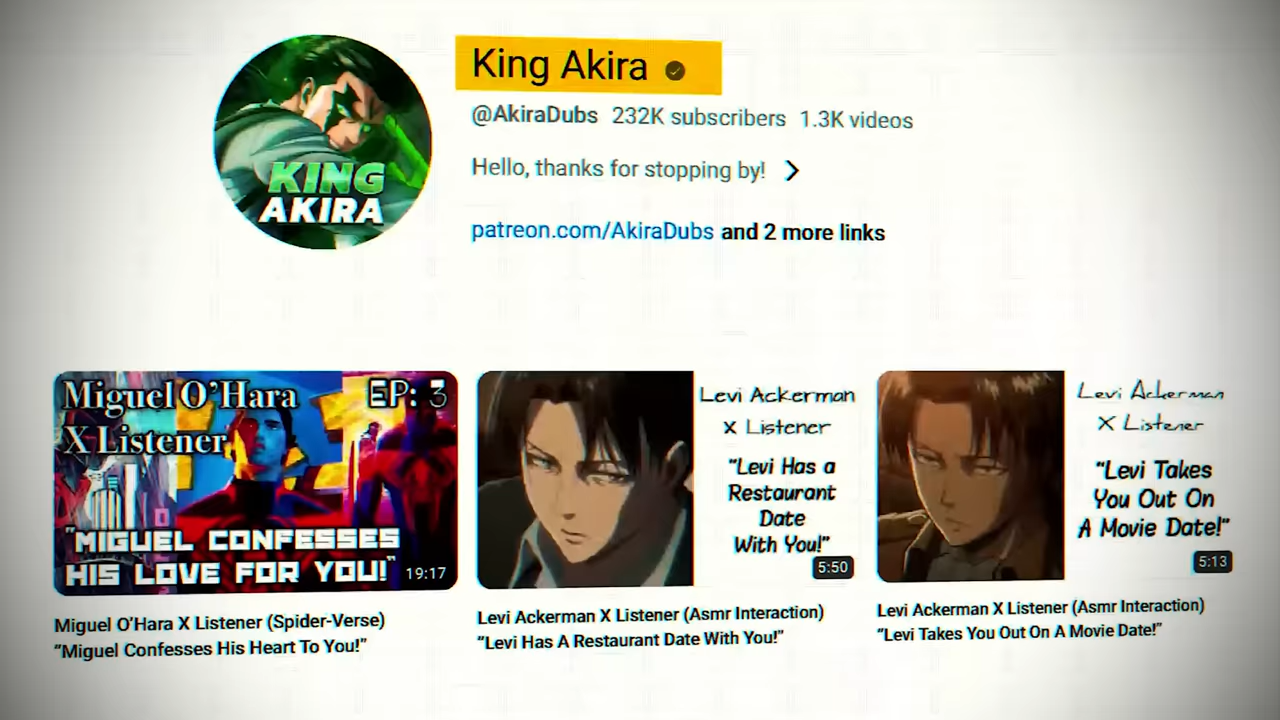 King Akira
@AkiraDubs 232K subscribers 1.3K videos
Hello, thanks for stopping by!
patreon.com/AkiraDubs and 2 more links
KING
AKIRA
Miguel O'Hara EP: 3
X Listener
"MIGUEL CONFESSES
HIS LOVE FOR YOU!"
19:17
Miguel O'Hara X Listener (Spider-Verse)
"Miguel Confesses His Heart To You!"
Levi Ackerman
X Listener
"Levi Has a
Restaurant
Date
With You!"
5:50
Levi Ackerman X Listener (Asmr Interaction)
"Levi Has A Restaurant Date With You!"
Levi Ackerman
X Listener
"Levi Takes
You Out On
A Movie Date!"
5:13
Levi Ackerman X Listener (Asmr Interaction)
"Levi Takes You Out On A Movie Date!"